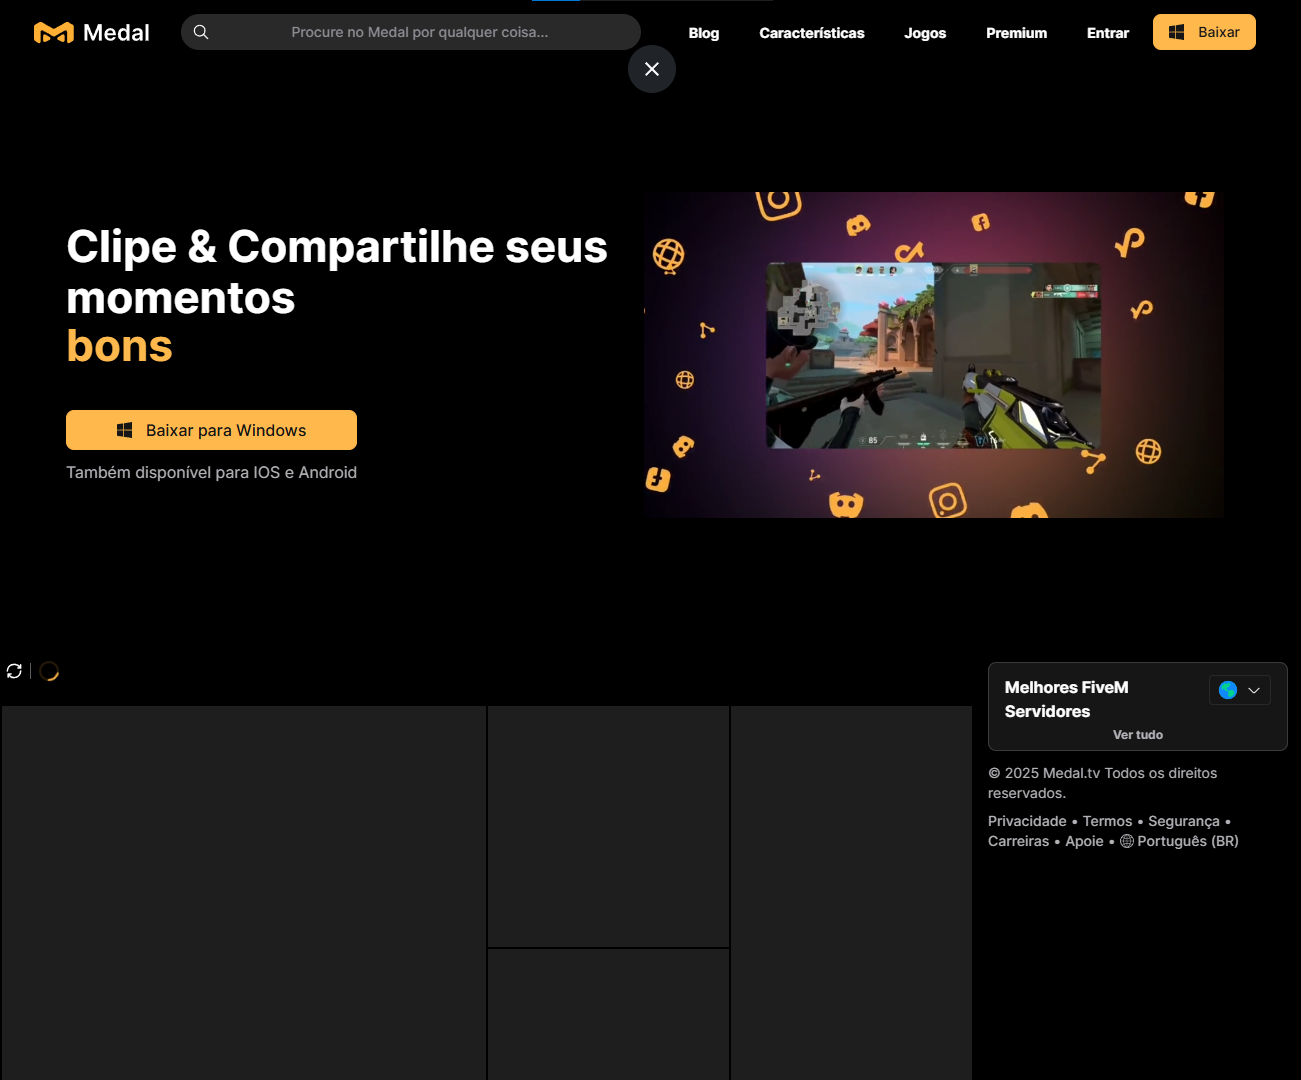 Medal
Procure no Medal por qualquer coisa...
Blog
Características
Jogos
Premium
Entrar
Baixar
Clipe & Compartilhe seus
momentos
bons
Baixar para Windows
Também disponível para IOS e Android
85
Melhores FiveM
Servidores
Ver tudo
© 2025 Medal.tv Todos os direitos
reservados.
Privacidade • Termos • Segurança •
Carreiras • Apoie • Português (BR)